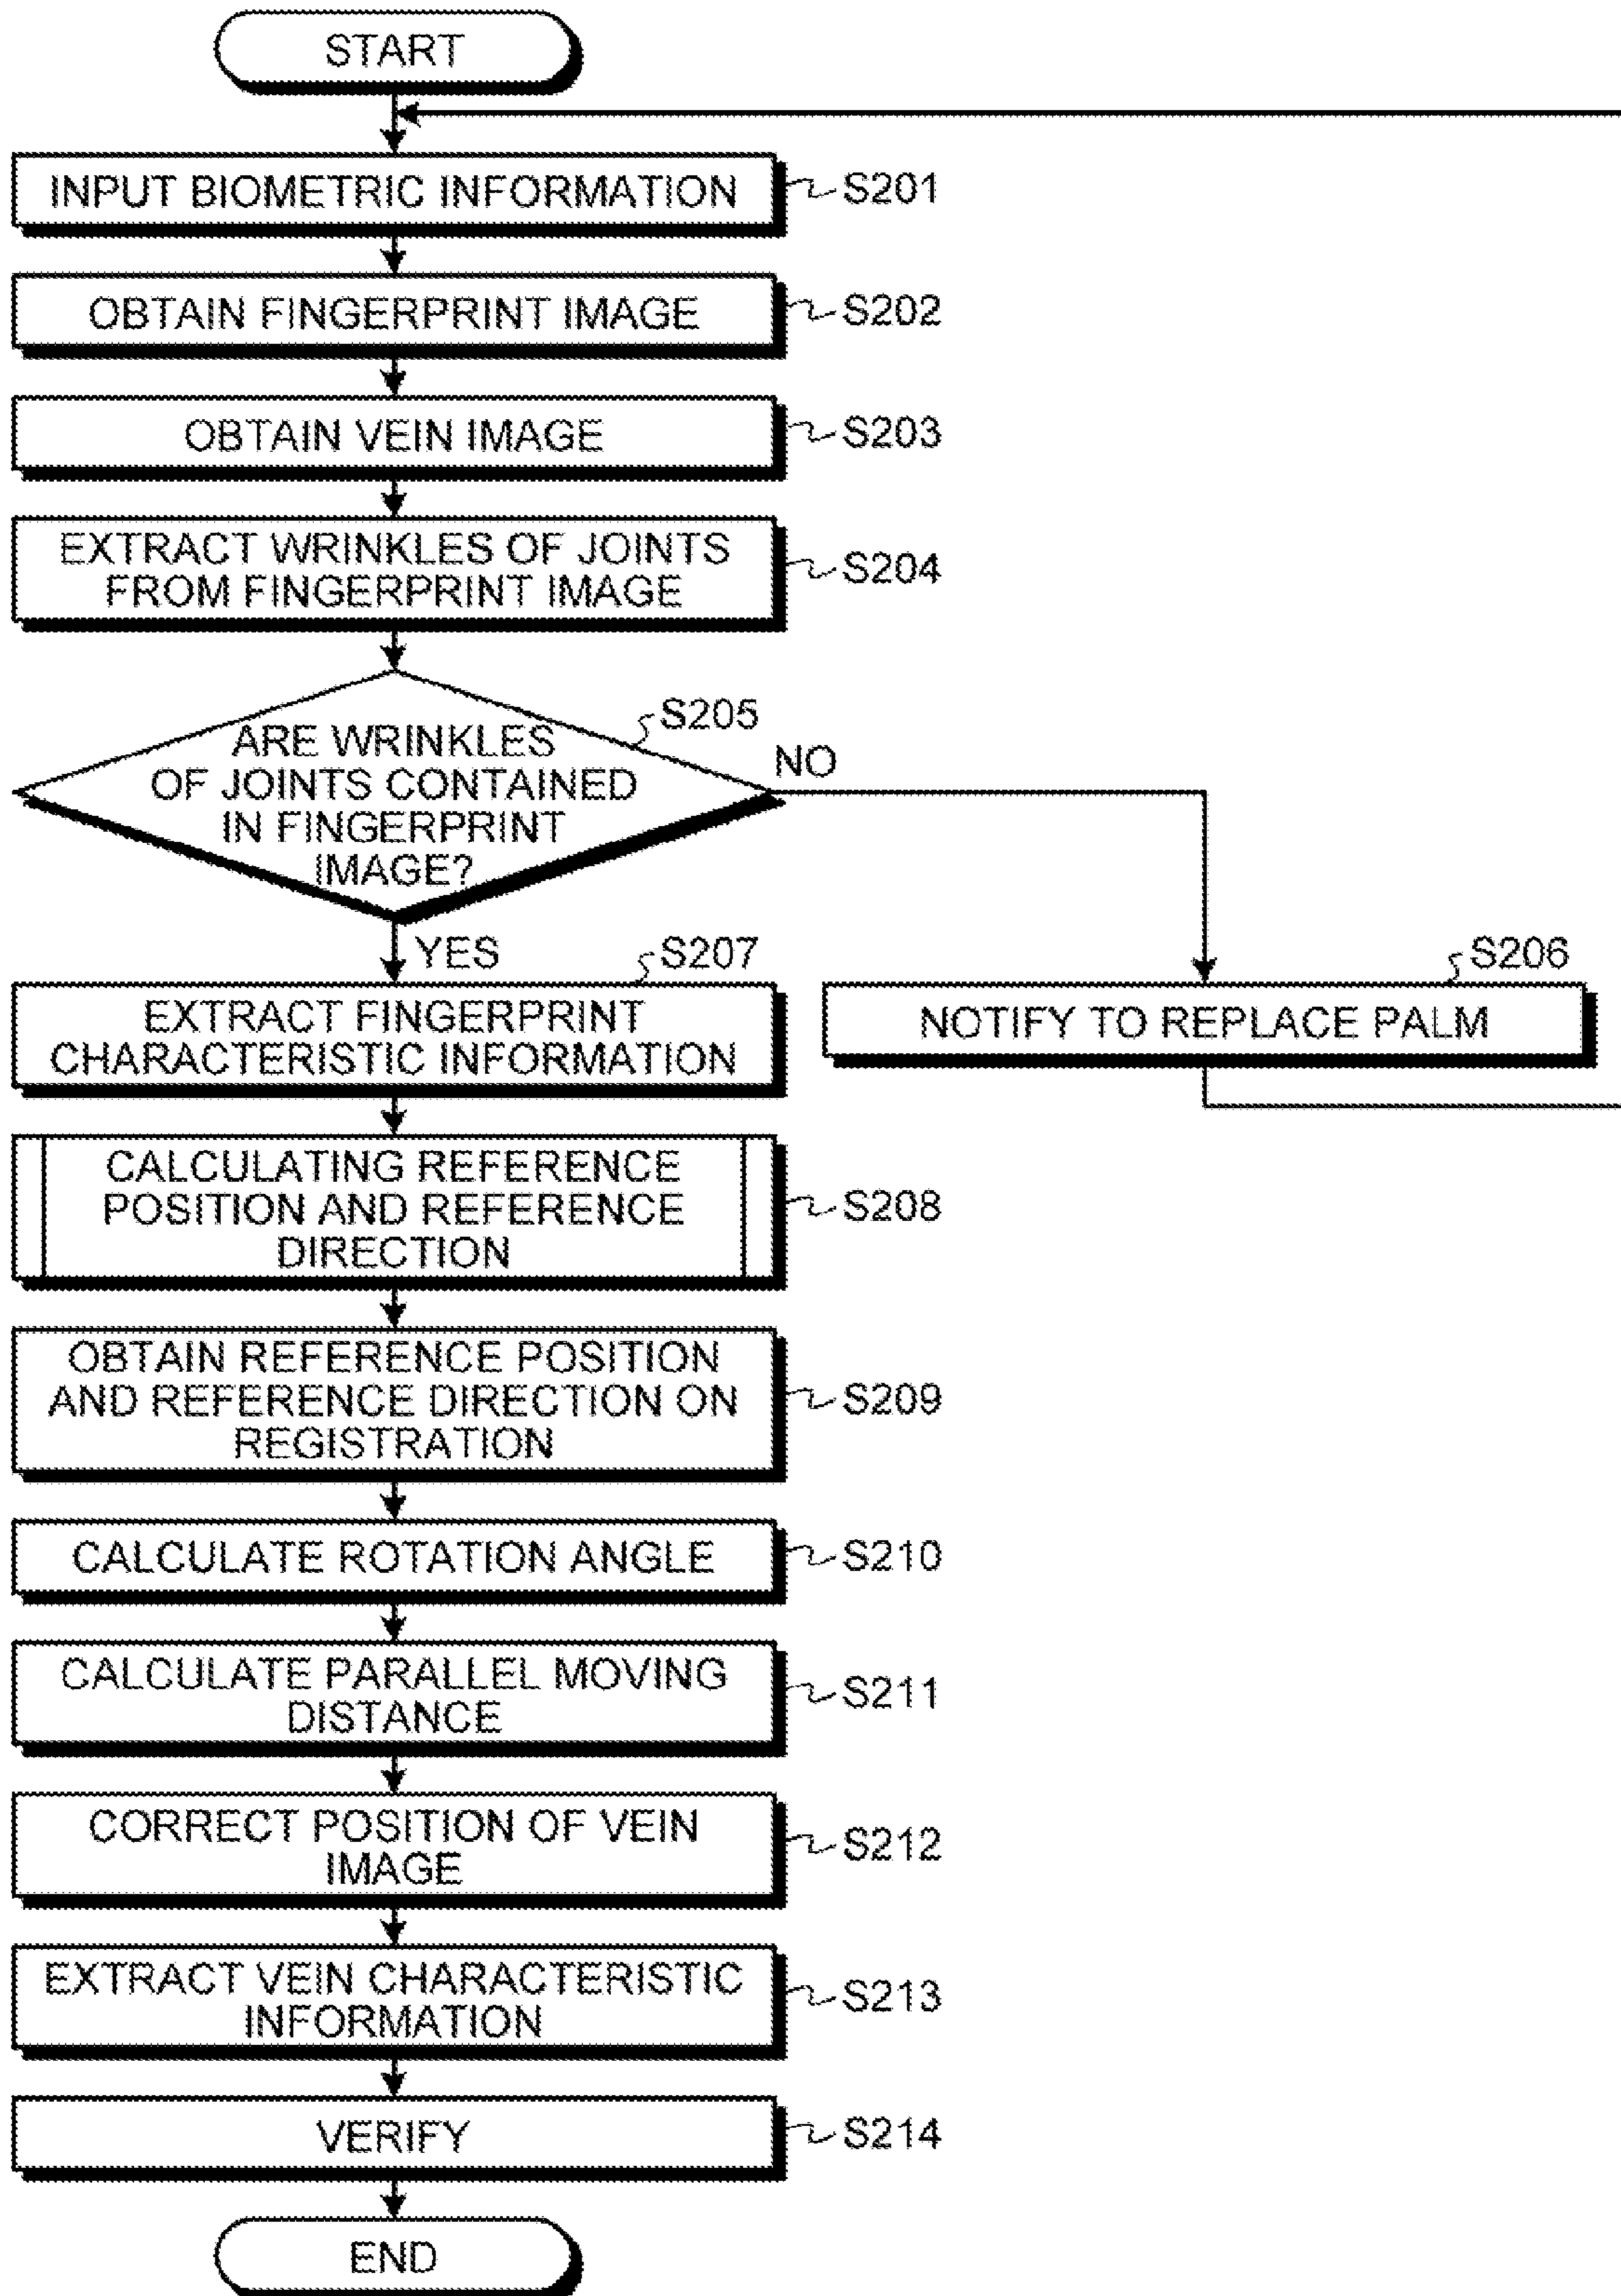 START
INPUT BIOMETRIC INFORMATION
S201
OBTAIN FINGERPRINT IMAGE
S202
OBTAIN VEIN IMAGE
S203
EXTRACT WRINKLES OF JOINTS
FROM FINGERPRINT IMAGE
S204
S205
ARE WRINKLES
OF JOINTS CONTAINED
IN FINGERPRINT
IMAGE?
NO
YES
S207
EXTRACT FINGERPRINT
CHARACTERISTIC INFORMATION
S206
NOTIFY TO REPLACE PALM
CALCULATING REFERENCE
POSITION AND REFERENCE
DIRECTION
S208
OBTAIN REFERENCE POSITION
AND REFERENCE DIRECTION ON
REGISTRATION
S209
CALCULATE ROTATION ANGLE
S210
CALCULATE PARALLEL MOVING
DISTANCE
S211
CORRECT POSITION OF VEIN
IMAGE
S212
EXTRACT VEIN CHARACTERISTIC
INFORMATION
S213
VERIFY
S214
END